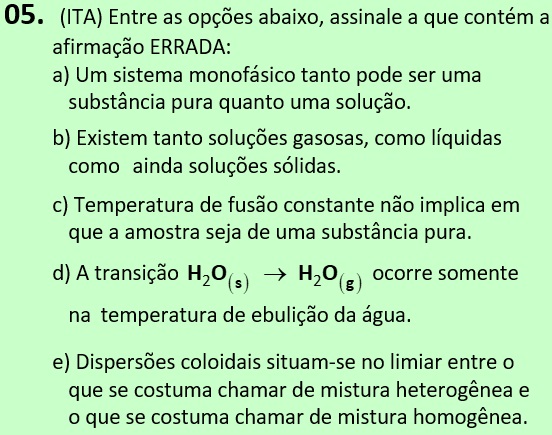 05. (ITA) Entre as opções abaixo, assinale a que contém a
afirmação ERRADA:
a) Um sistema monofásico tanto pode ser uma
substância pura quanto uma solução.
b) Existem tanto soluções gasosas, como líquidas
como ainda soluções sólidas.
c) Temperatura de fusão constante não implica em
que a amostra seja de uma substância pura.
d) A transição H₂O(s) → H₂O(g) ocorre somente
na temperatura de ebulição da água.
e) Dispersões coloidais situam-se no limiar entre o
que se costuma chamar de mistura heterogênea e
o que se costuma chamar de mistura homogênea.